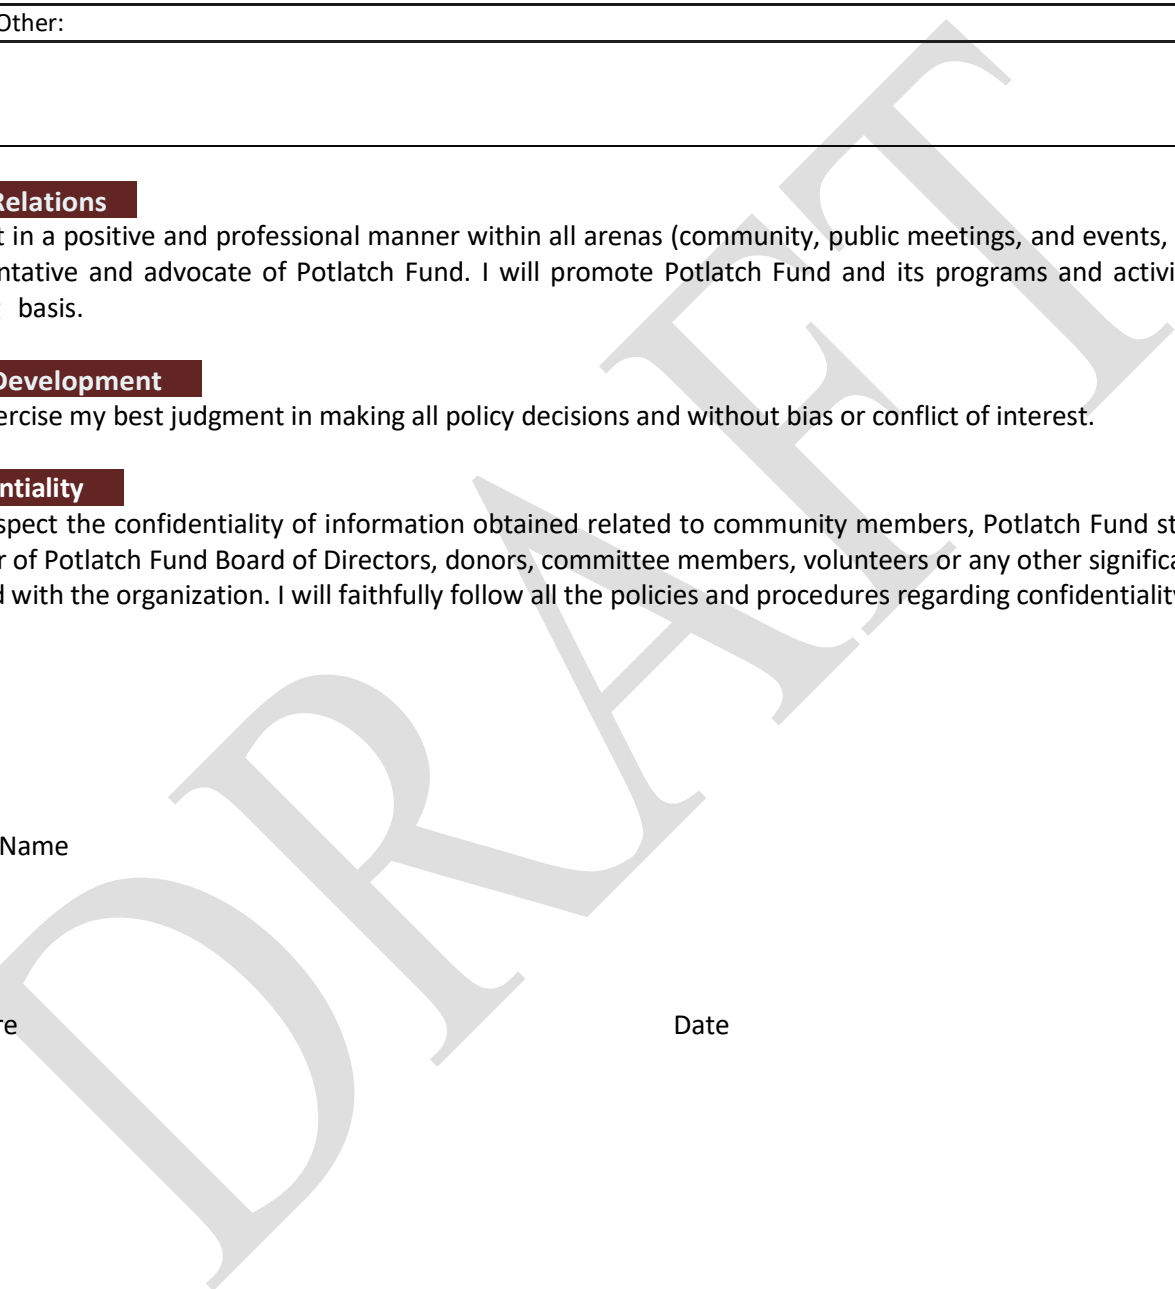 Other:
Relations
t in a positive and professional manner within all arenas (community, public meetings, and events,
ntative and advocate of Potlatch Fund. I will promote Potlatch Fund and its programs and activi
basis.
Development
ercise my best judgment in making all policy decisions and without bias or conflict of interest.
ntiality
spect the confidentiality of information obtained related to community members, Potlatch Fund st
r of Potlatch Fund Board of Directors, donors, committee members, volunteers or any other significa
d with the organization. I will faithfully follow all the policies and procedures regarding confidentiality
Name
re Date
DRAFT